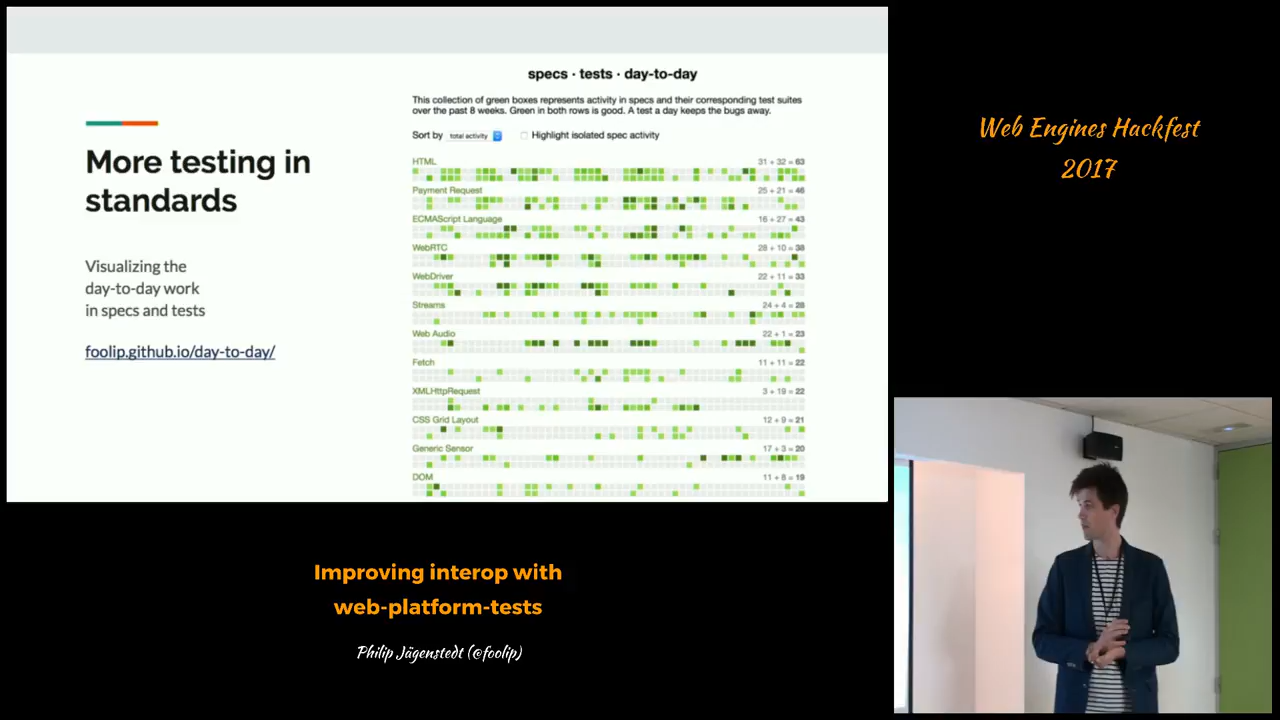 specs · tests · day-to-day
This collection of green boxes represents activity in specs and their corresponding test suites
over the past 8 weeks. Green in both rows is good. A test a day keeps the bugs away.
Sort by total activity Highlight isolated spec activity
More testing in
standards
Visualizing the
day-to-day work
in specs and tests
foolip.github.io/day-to-day/
HTML 31 + 32 = 63
Payment Request 25 + 21 = 46
ECMAScript Language 16 + 27 = 43
WebRTC 28 + 10 = 38
WebDriver 22 + 11 = 33
Streams 24 + 4 = 28
Web Audio 22 + 1 = 23
Fetch 11 + 11 = 22
XMLHttpRequest 3 + 19 = 22
CSS Grid Layout 12 + 9 = 21
Generic Sensor 17 + 3 = 20
DOM 11 + 8 = 19
Web Engines Hackfest
2017
Improving interop with
web-platform-tests
Philip Jägenstedt (@foolip)